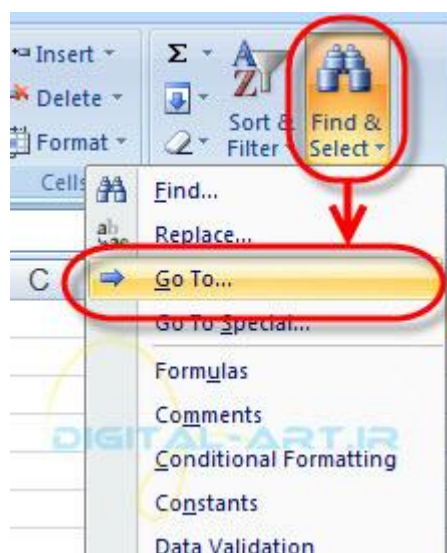 Insert
Delete
Format
Cells
Σ
A
Z
Sort &
Filter
Find &
Select
Find...
ab
Replace...
C
Go To...
Go To Special...
Formulas
Comments
DIGITAL-ART.IR
Conditional Formatting
Constants
Data Validation